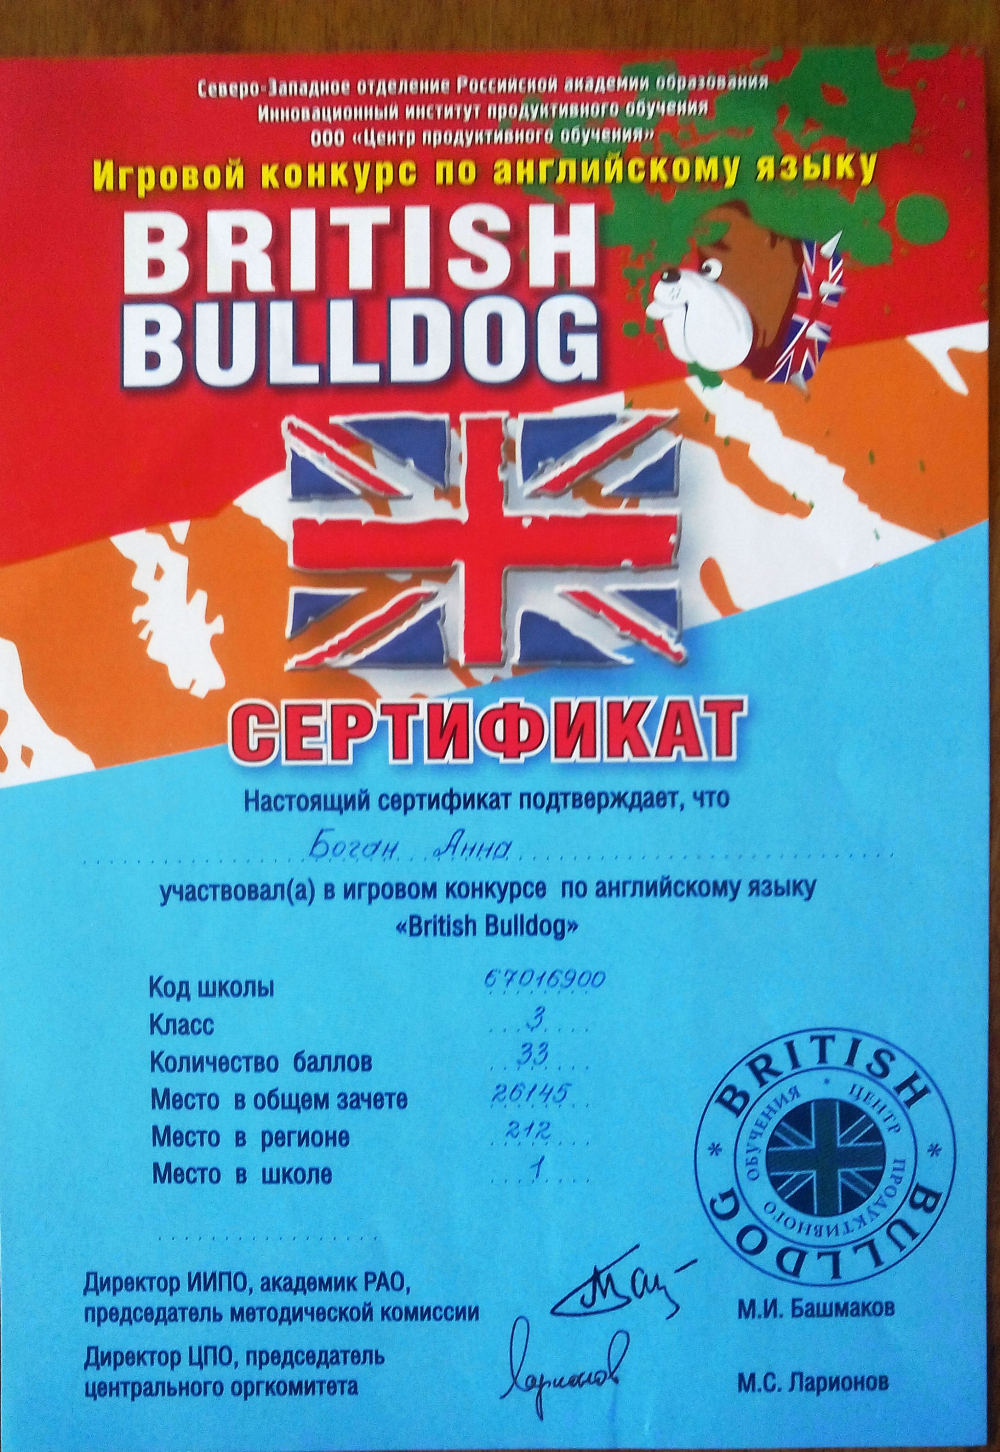 Северо-Западное отделение Российской академии образования
Инновационный институт продуктивного обучения
ООО «Центр продуктивного обучения»
Игровой конкурс по английскому языку
BRITISH
BULLDOG
СЕРТИФИКАТ
Настоящий сертификат подтверждает, что
Боган Анна
участвовал(а) в игровом конкурсе по английскому языку
«British Bulldog»
Код школы 67016900
Класс 3
Количество баллов 33
Место в общем зачете 26145
Место в регионе 212
Место в школе 1
BRITISH * BULLDOG *
ЦЕНТР ПРОДУКТИВНОГО ОБУЧЕНИЯ
Директор ИИПО, академик РАО,
председатель методической комиссии М.И. Башмаков
Директор ЦПО, председатель
центрального оргкомитета Ларионов М.С. Ларионов